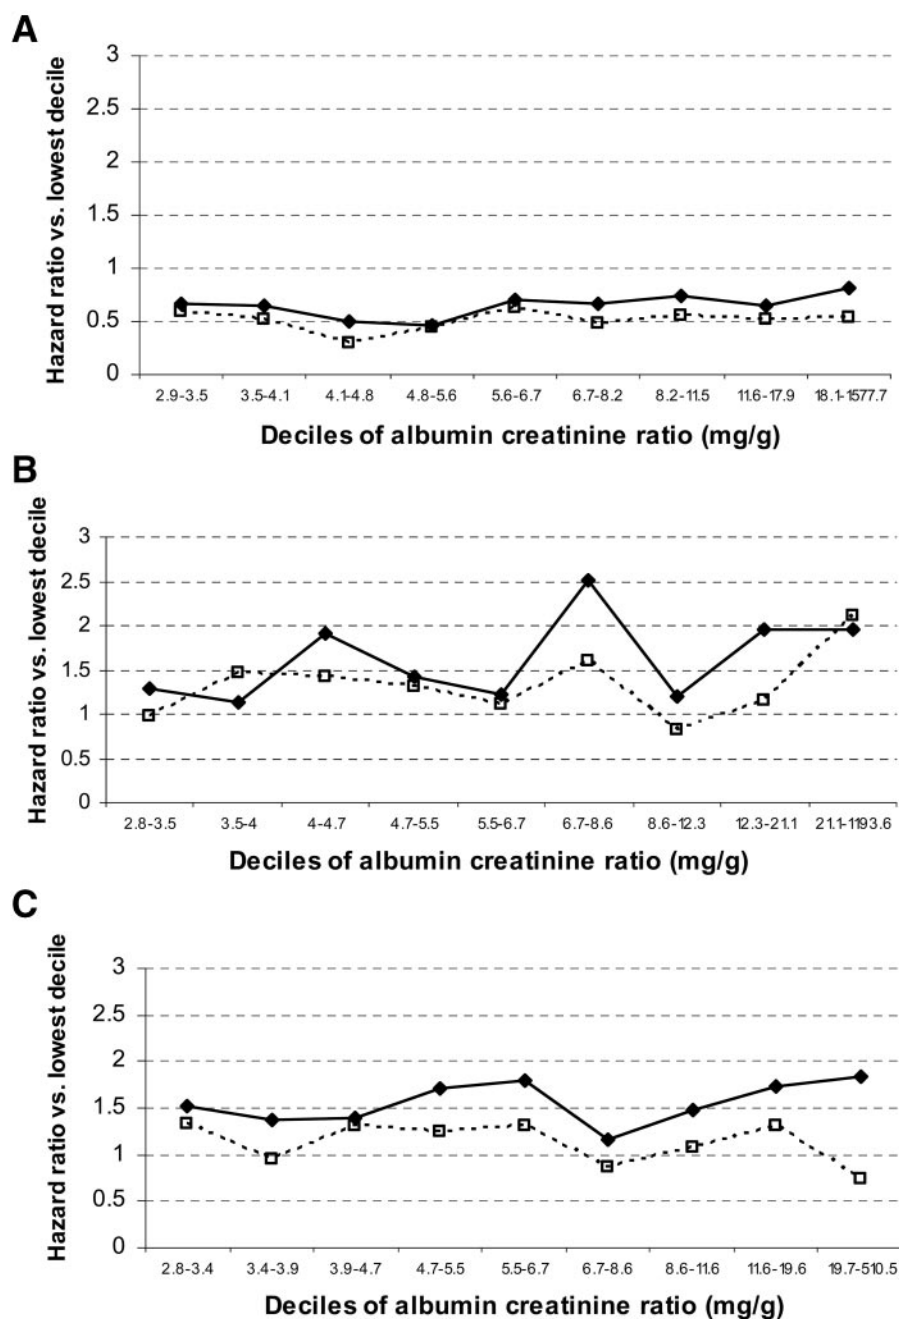 A
Hazard ratio vs. lowest decile
3
2.5
2
1.5
1
0.5
0
2.9-3.5 3.5-4.1 4.1-4.8 4.8-5.6 5.6-6.7 6.7-8.2 8.2-11.5 11.6-17.9 18.1-1577.7
Deciles of albumin creatinine ratio (mg/g)
B
Hazard ratio vs. lowest decile
3
2.5
2
1.5
1
0.5
0
2.8-3.5 3.5-4 4-4.7 4.7-5.5 5.5-6.7 6.7-8.6 8.6-12.3 12.3-21.1 21.1-1193.6
Deciles of albumin creatinine ratio (mg/g)
C
Hazard ratio vs. lowest decile
3
2.5
2
1.5
1
0.5
0
2.8-3.4 3.4-3.9 3.9-4.7 4.7-5.5 5.5-6.7 6.7-8.6 8.6-11.6 11.6-19.6 19.7-510.5
Deciles of albumin creatinine ratio (mg/g)